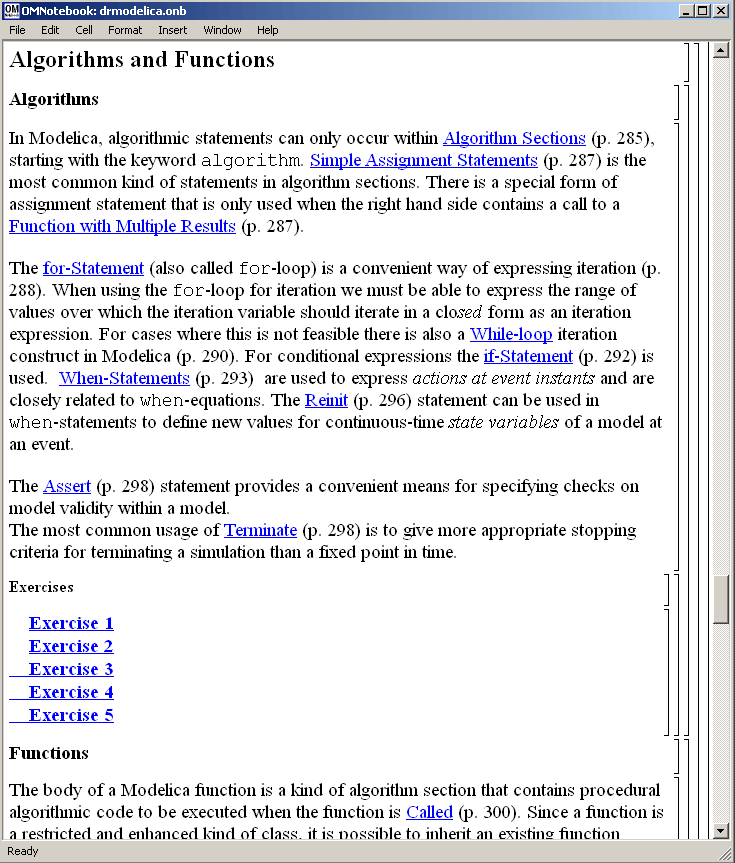 OMNotebook: drmodelica.onb
File Edit Cell Format Insert Window Help
Algorithms and Functions
Algorithms
In Modelica, algorithmic statements can only occur within Algorithm Sections (p. 285),
starting with the keyword algorithm. Simple Assignment Statements (p. 287) is the
most common kind of statements in algorithm sections. There is a special form of
assignment statement that is only used when the right hand side contains a call to a
Function with Multiple Results (p. 287).
The for-Statement (also called for-loop) is a convenient way of expressing iteration (p.
288). When using the for-loop for iteration we must be able to express the range of
values over which the iteration variable should iterate in a closed form as an iteration
expression. For cases where this is not feasible there is also a While-loop iteration
construct in Modelica (p. 290). For conditional expressions the if-Statement (p. 292) is
used. When-Statements (p. 293) are used to express actions at event instants and are
closely related to when-equations. The Reinit (p. 296) statement can be used in
when-statements to define new values for continuous-time state variables of a model at
an event.
The Assert (p. 298) statement provides a convenient means for specifying checks on
model validity within a model.
The most common usage of Terminate (p. 298) is to give more appropriate stopping
criteria for terminating a simulation than a fixed point in time.
Exercises
Exercise 1
Exercise 2
Exercise 3
Exercise 4
Exercise 5
Functions
The body of a Modelica function is a kind of algorithm section that contains procedural
algorithmic code to be executed when the function is Called (p. 300). Since a function is
a restricted and enhanced kind of class, it is possible to inherit an existing function
Ready